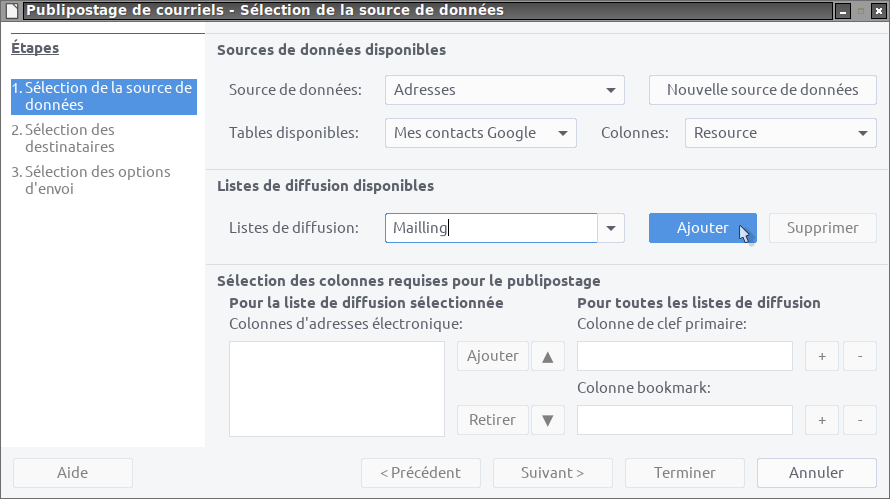 Publipostage de courriels - Sélection de la source de données
Étapes
1. Sélection de la source de
données
2. Sélection des
destinataires
3. Sélection des options
d'envoi
Sources de données disponibles
Source de données: Adresses Nouvelle source de données
Tables disponibles: Mes contacts Google Colonnes: Resource
Listes de diffusion disponibles
Listes de diffusion: Mailling Ajouter Supprimer
Sélection des colonnes requises pour le publipostage
Pour la liste de diffusion sélectionnée Pour toutes les listes de diffusion
Colonnes d'adresses électronique: Colonne de clef primaire:
Ajouter ▲ + -
Colonne bookmark:
Retirer ▼ + -
Aide < Précédent Suivant > Terminer Annuler